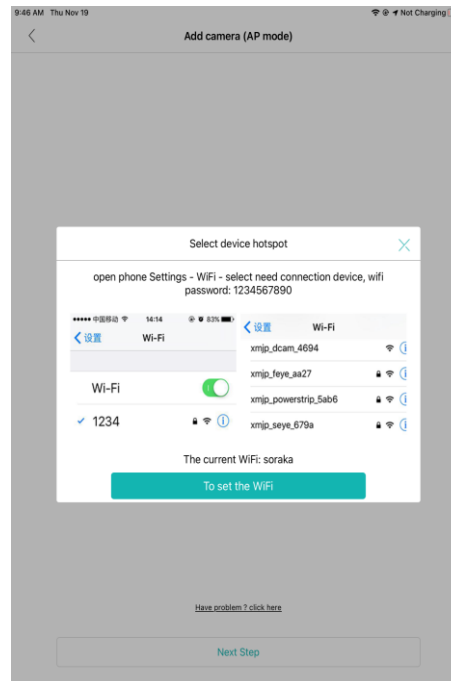 9:46 AM Thu Nov 19
Not Charging
Add camera (AP mode)
Select device hotspot
open phone Settings - WiFi - select need connection device, wifi
password: 1234567890
中国移动 14:14 83%
设置 Wi-Fi
Wi-Fi
1234
设置 Wi-Fi
xmjp_dcam_4694
xmjp_feye_aa27
xmjp_powerstrip_5ab6
xmjp_seye_679a
The current WiFi: soraka
To set the WiFi
Have problem ? click here
Next Step